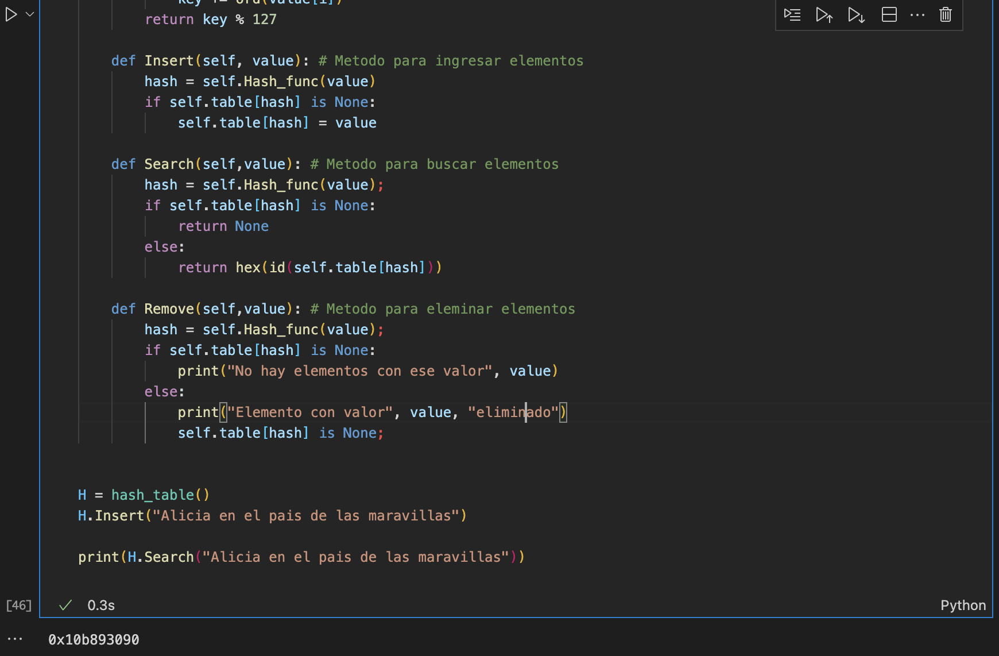 key += ord(value[i])
return key % 127
def Insert(self, value): # Metodo para ingresar elementos
hash = self.Hash_func(value)
if self.table[hash] is None:
self.table[hash] = value
def Search(self,value): # Metodo para buscar elementos
hash = self.Hash_func(value);
if self.table[hash] is None:
return None
else:
return hex(id(self.table[hash]))
def Remove(self,value): # Metodo para eleminar elementos
hash = self.Hash_func(value);
if self.table[hash] is None:
print("No hay elementos con ese valor", value)
else:
print("Elemento con valor", value, "eliminado")
self.table[hash] is None;
H = hash_table()
H.Insert("Alicia en el pais de las maravillas")
print(H.Search("Alicia en el pais de las maravillas"))
[46] 0.3s Python
0x10b893090